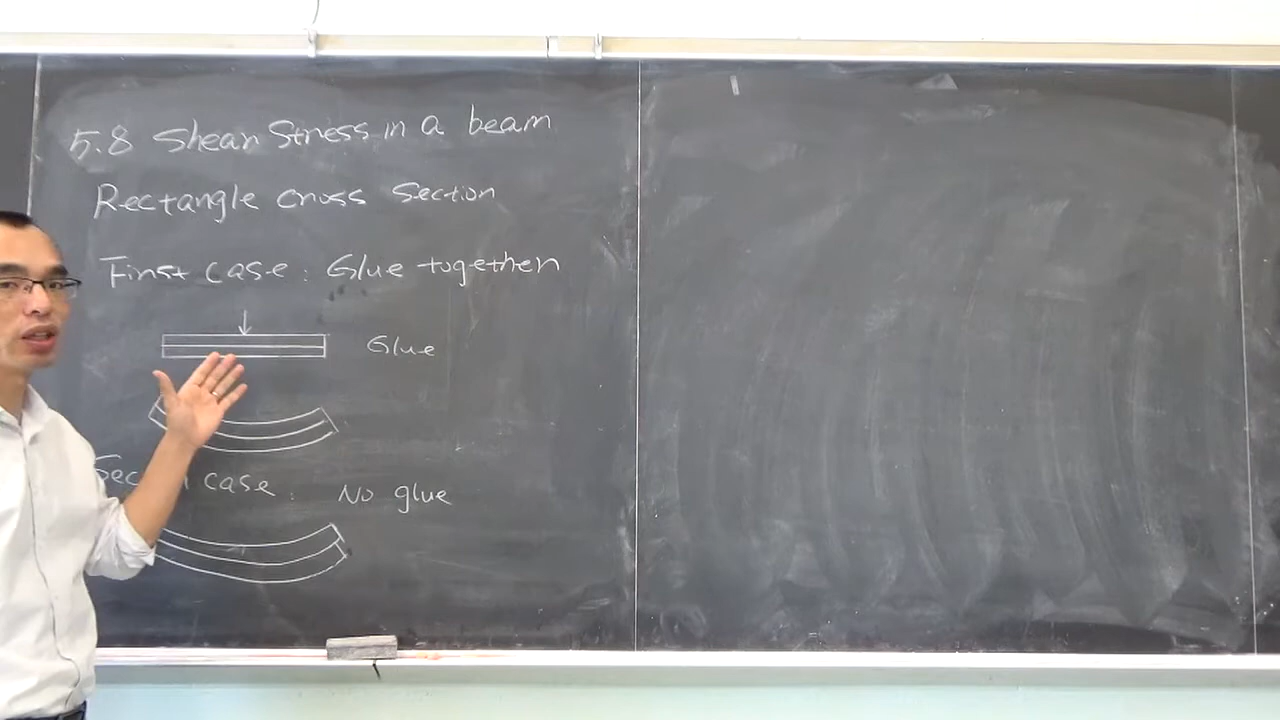 5.8 Shear Stress in a beam
Rectangle cross section
First case : Glue together
Glue
case : No glue